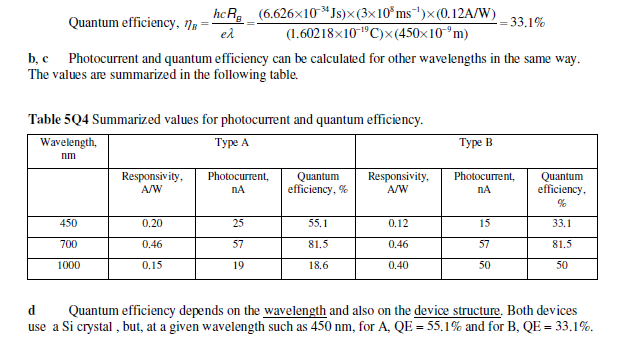 Quantum efficiency, η_B = hcR_B / eλ = (6.626×10⁻³⁴ Js)×(3×10⁸ ms⁻¹)×(0.12A/W) / (1.60218×10⁻¹⁹C)×(450×10⁻⁹m) = 33.1%
b, c Photocurrent and quantum efficiency can be calculated for other wavelengths in the same way.
The values are summarized in the following table.
Table 5Q4 Summarized values for photocurrent and quantum efficiency.
Wavelength, nm | Type A | Type B
Responsivity, A/W | Photocurrent, nA | Quantum efficiency, % | Responsivity, A/W | Photocurrent, nA | Quantum efficiency, %
450 | 0.20 | 25 | 55.1 | 0.12 | 15 | 33.1
700 | 0.46 | 57 | 81.5 | 0.46 | 57 | 81.5
1000 | 0.15 | 19 | 18.6 | 0.40 | 50 | 50
d Quantum efficiency depends on the wavelength and also on the device structure. Both devices
use a Si crystal , but, at a given wavelength such as 450 nm, for A, QE = 55.1% and for B, QE = 33.1%.